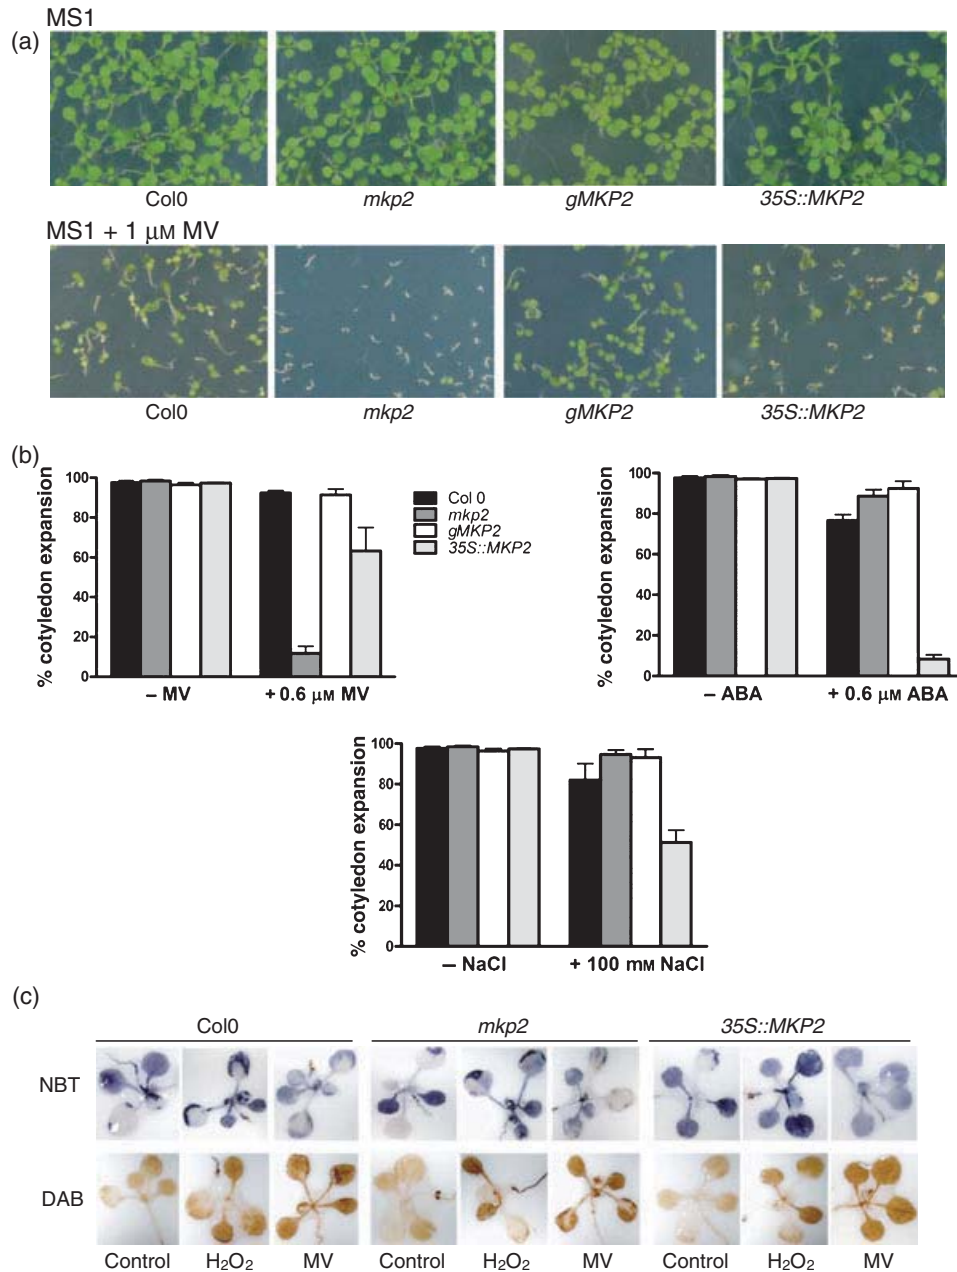 MS1
(a)
Col0 mkp2 gMKP2 35S::MKP2
MS1 + 1 μM MV
Col0 mkp2 gMKP2 35S::MKP2
(b)
% cotyledon expansion
100
80
60
40
20
0
– MV + 0.6 μM MV
Col 0
mkp2
gMKP2
35S::MKP2
% cotyledon expansion
100
80
60
40
20
0
– ABA + 0.6 μM ABA
% cotyledon expansion
100
80
60
40
20
0
– NaCl + 100 mM NaCl
(c)
Col0 mkp2 35S::MKP2
NBT
DAB
Control H₂O₂ MV Control H₂O₂ MV Control H₂O₂ MV